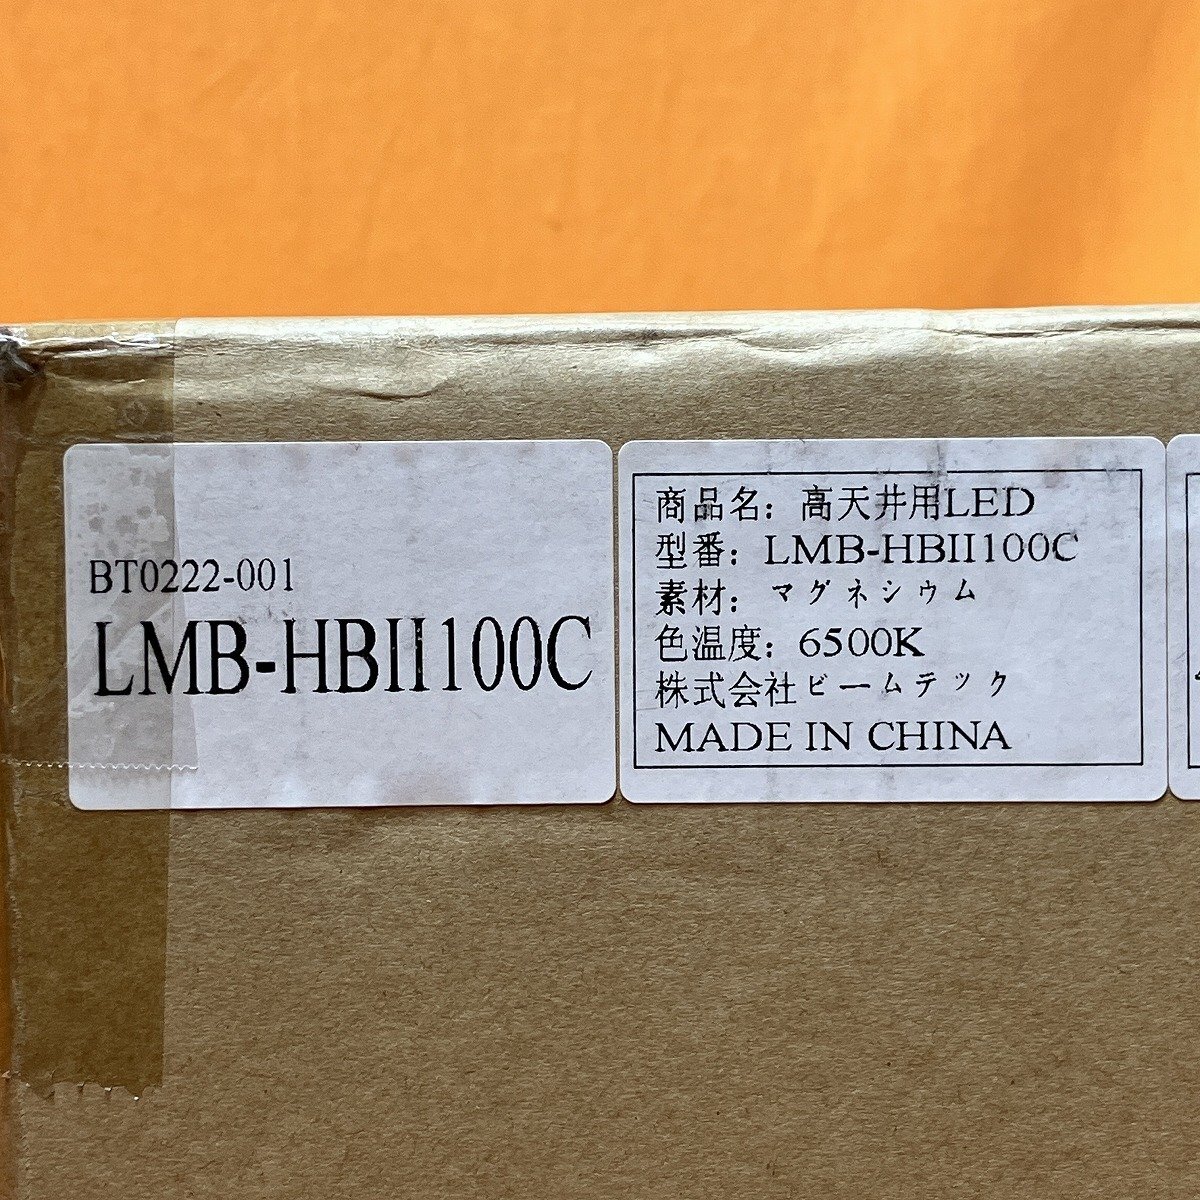 BT0222-001
LMB-HBII100C
商品名: 高天井用LED
型番: LMB-HBII100C
素材: マグネシウム
色温度: 6500K
株式会社ビームテック
MADE IN CHINA